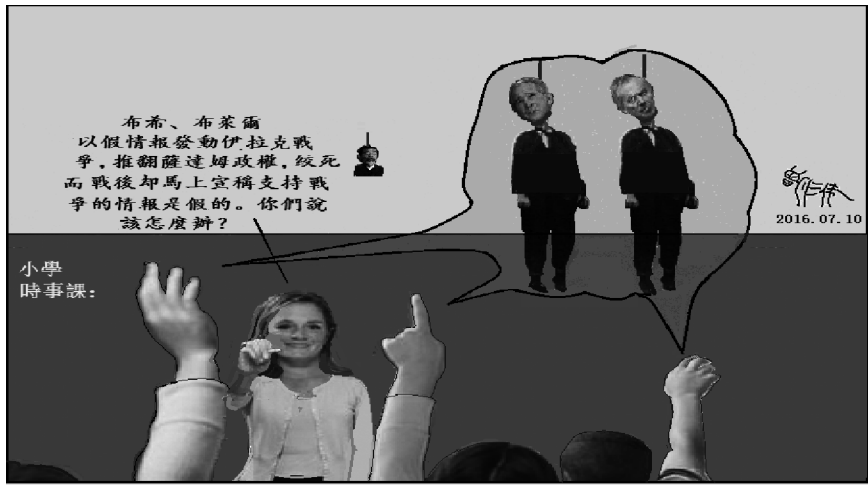 布希、布萊爾
以假情報發動伊拉克戰
爭，推翻薩達姆政權，绞死
而戰後却馬上宣稱支持戰
爭的情報是假的。你們說
該怎麼辦？
2016.07.10
小學
時事課：